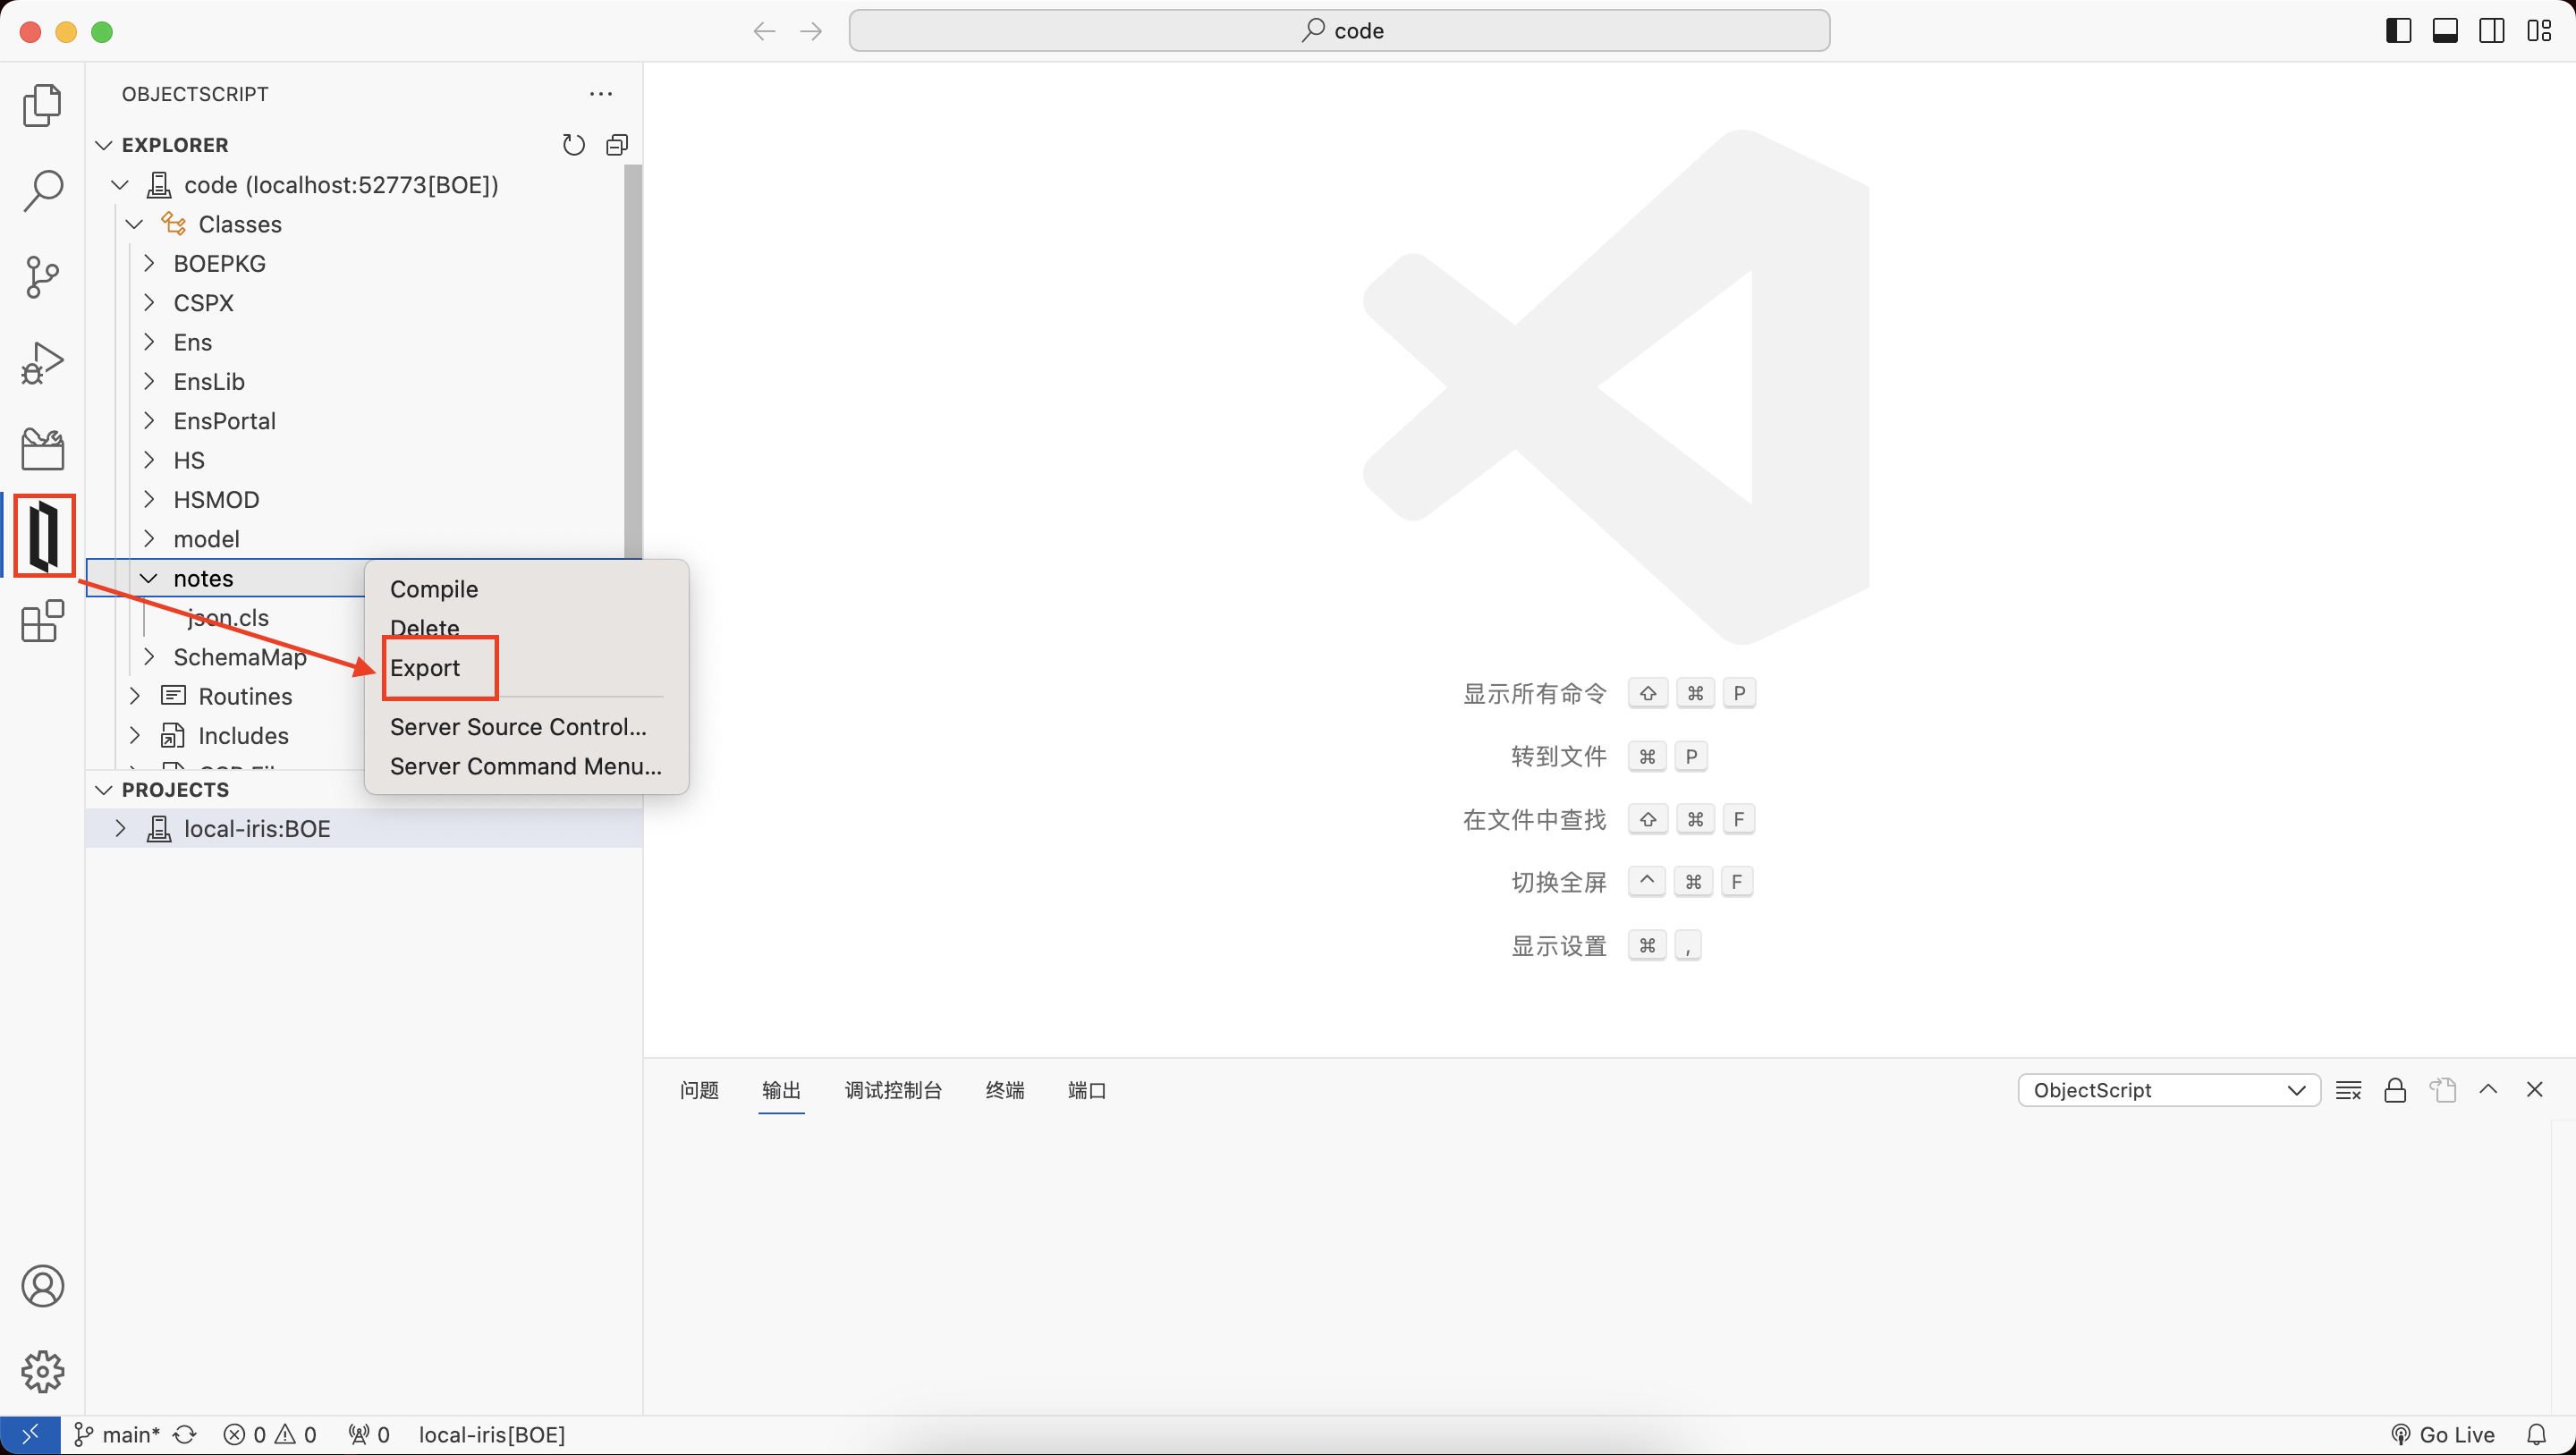 code
OBJECTSCRIPT
EXPLORER
code (localhost:52773[BOE])
Classes
BOEPKG
CSPX
Ens
EnsLib
EnsPortal
HS
HSMOD
model
notes
json.cls
SchemaMap
Routines
Includes
Compile
Delete
Export
Server Source Control...
Server Command Menu...
PROJECTS
local-iris:BOE
显示所有命令 ⇧ ⌘ P
转到文件 ⌘ P
在文件中查找 ⇧ ⌘ F
切换全屏 ^ ⌘ F
显示设置 ⌘ ,
问题 输出 调试控制台 终端 端口 ObjectScript
main* 0 0 0 local-iris[BOE] Go Live